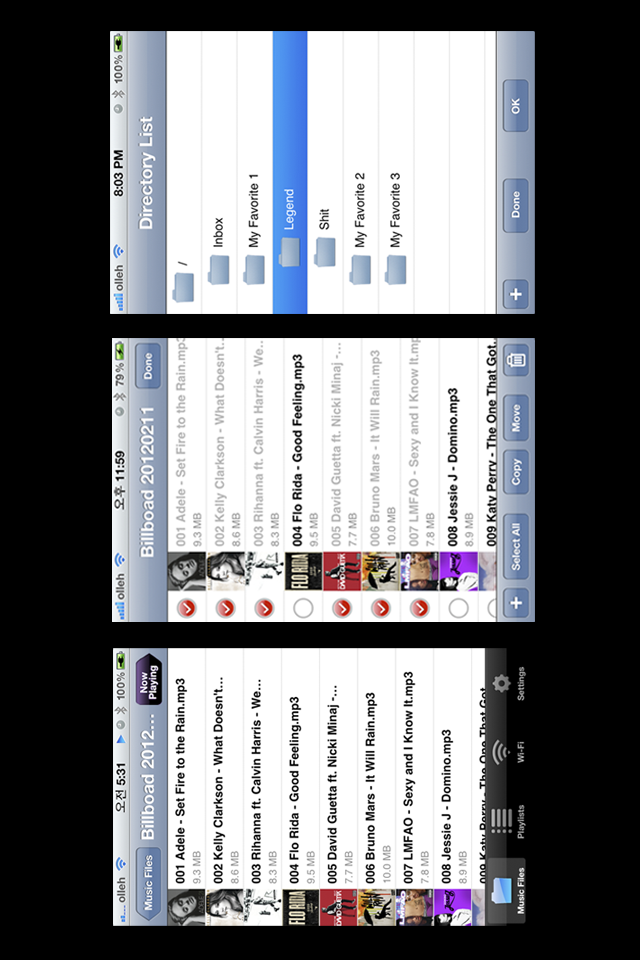 olleh 오전 5:31 100%
Music Files Billboad 2012... Now Playing
001 Adele - Set Fire to the Rain.mp3
9.3 MB
002 Kelly Clarkson - What Doesn't...
8.6 MB
003 Rihanna ft. Calvin Harris - We...
8.3 MB
004 Flo Rida - Good Feeling.mp3
9.5 MB
005 David Guetta ft. Nicki Minaj -...
7.7 MB
006 Bruno Mars - It Will Rain.mp3
10.0 MB
007 LMFAO - Sexy and I Know It.mp3
7.8 MB
008 Jessie J - Domino.mp3
8.9 MB
009 Katy Perry - The One That Got
Music Files Playlists Wi-Fi Settings
olleh 오후 11:59 79%
Billboad 20120211 Done
001 Adele - Set Fire to the Rain.mp3
9.3 MB
002 Kelly Clarkson - What Doesn't...
8.6 MB
003 Rihanna ft. Calvin Harris - We...
8.3 MB
004 Flo Rida - Good Feeling.mp3
9.5 MB
005 David Guetta ft. Nicki Minaj -...
7.7 MB
006 Bruno Mars - It Will Rain.mp3
10.0 MB
007 LMFAO - Sexy and I Know It.mp
7.8 MB
008 Jessie J - Domino.mp3
8.9 MB
009 Katy Perry - The One That Got...
+ Select All Copy Move
olleh 8:03 PM 100%
Directory List
/
Inbox
My Favorite 1
Legend
Shit
My Favorite 2
My Favorite 3
+ Done OK